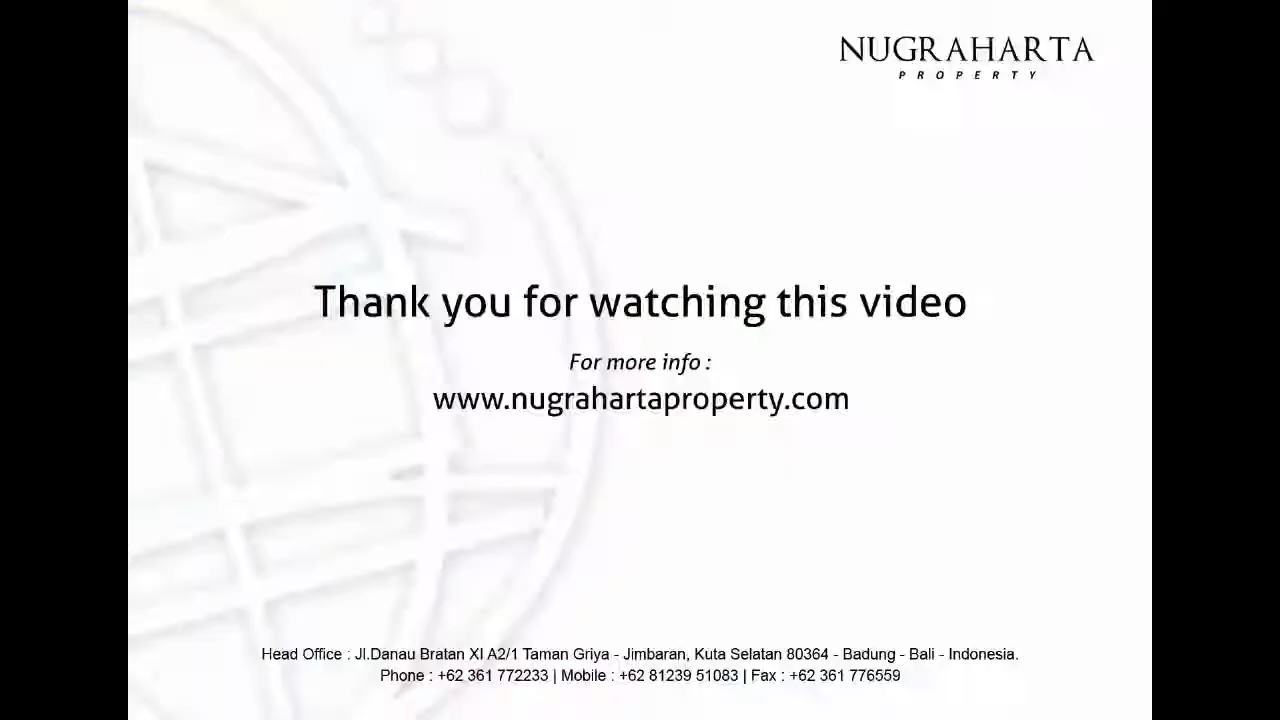 NUGRAHARTA
PROPERTY
Thank you for watching this video
For more info :
www.nugrahartaproperty.com
Head Office : Jl.Danau Bratan XI A2/1 Taman Griya - Jimbaran, Kuta Selatan 80364 - Badung - Bali - Indonesia.
Phone : +62 361 772233 | Mobile : +62 81239 51083 | Fax : +62 361 776559